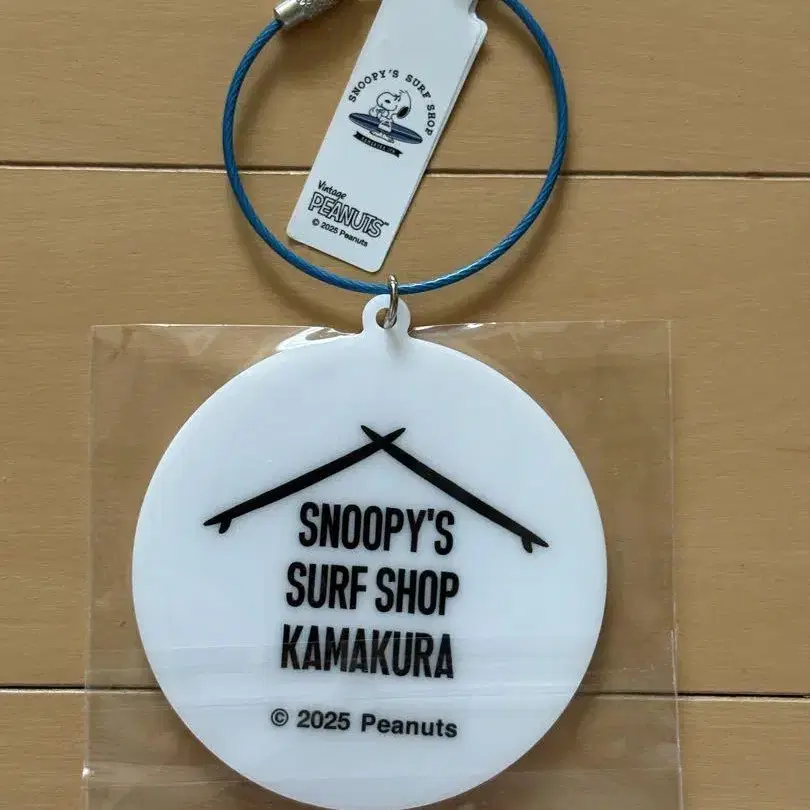 SNOOPY'S SURF SHOP
Vintage
PEANUTS
© 2025 Peanuts
SNOOPY'S
SURF SHOP
KAMAKURA
© 2025 Peanuts